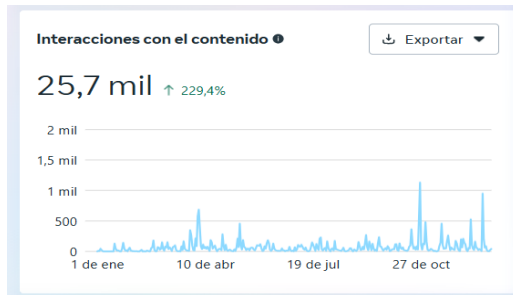 Interacciones con el contenido
Exportar
25,7 mil ↑ 229,4%
2 mil
1,5 mil
1 mil
500
0
1 de ene 10 de abr 19 de jul 27 de oct